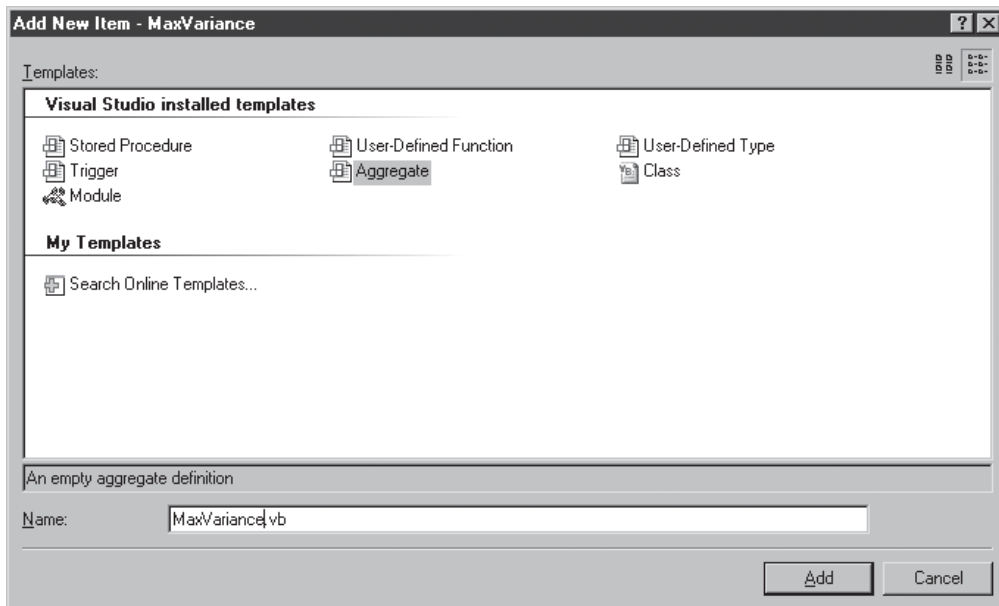 Add New Item - MaxVariance
Templates:
Visual Studio installed templates
Stored Procedure User-Defined Function User-Defined Type
Trigger Aggregate Class
Module
My Templates
Search Online Templates...
An empty aggregate definition
Name: MaxVariance.vb
Add Cancel